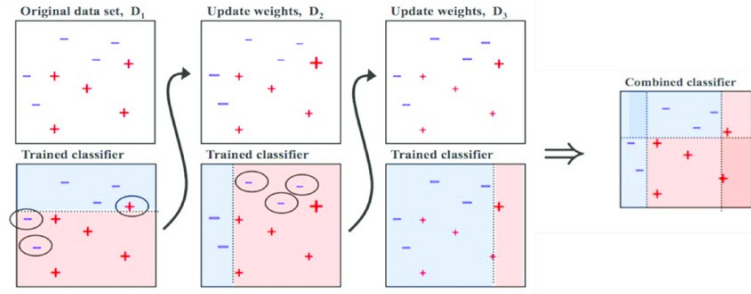 Original data set, D₁
Update weights, D₂
Update weights, D₃
Combined classifier
Trained classifier
Trained classifier
Trained classifier